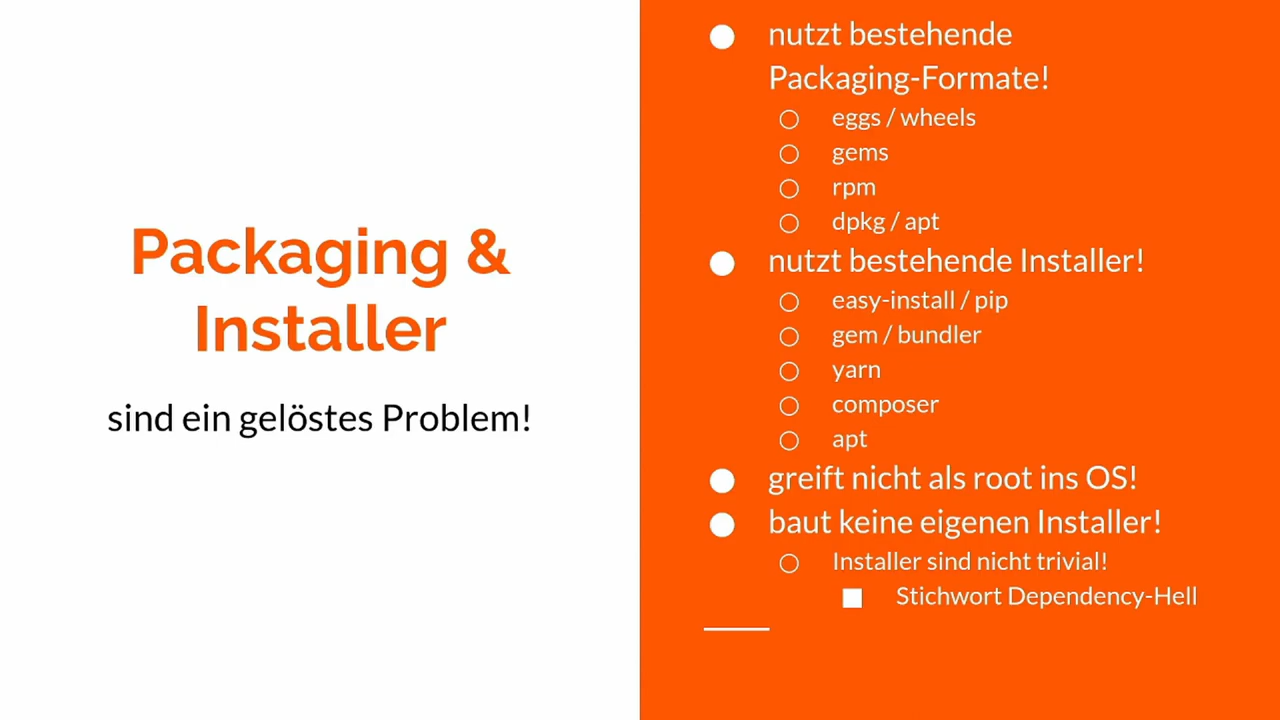 Packaging &
Installer
sind ein gelöstes Problem!
nutzt bestehende
Packaging-Formate!
eggs / wheels
gems
rpm
dpkg / apt
nutzt bestehende Installer!
easy-install / pip
gem / bundler
yarn
composer
apt
greift nicht als root ins OS!
baut keine eigenen Installer!
Installer sind nicht trivial!
Stichwort Dependency-Hell